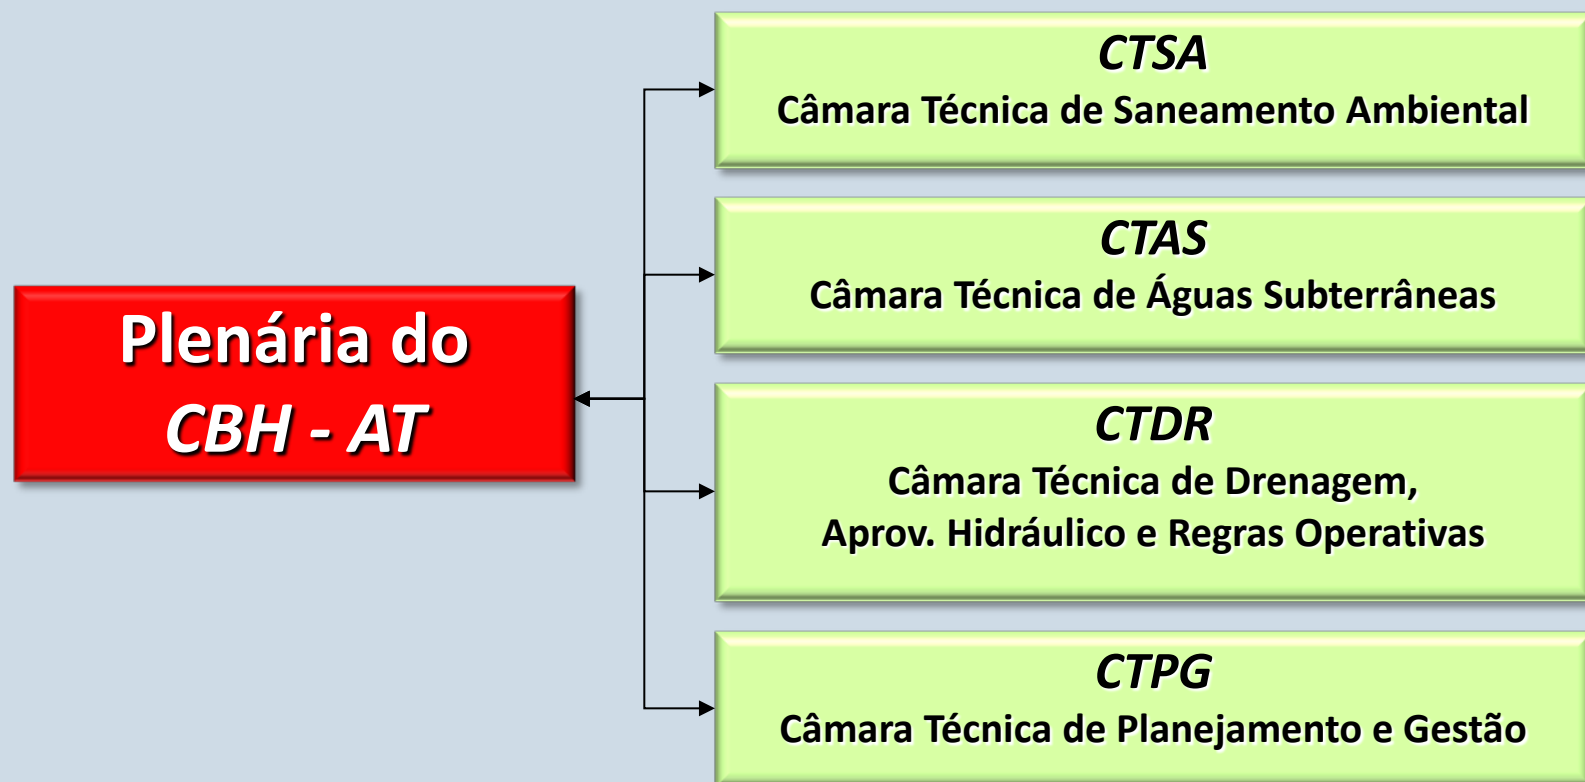 Plenária do
CBH - AT
CTSA
Câmara Técnica de Saneamento Ambiental
CTAS
Câmara Técnica de Águas Subterrâneas
CTDR
Câmara Técnica de Drenagem,
Aprov. Hidráulico e Regras Operativas
CTPG
Câmara Técnica de Planejamento e Gestão